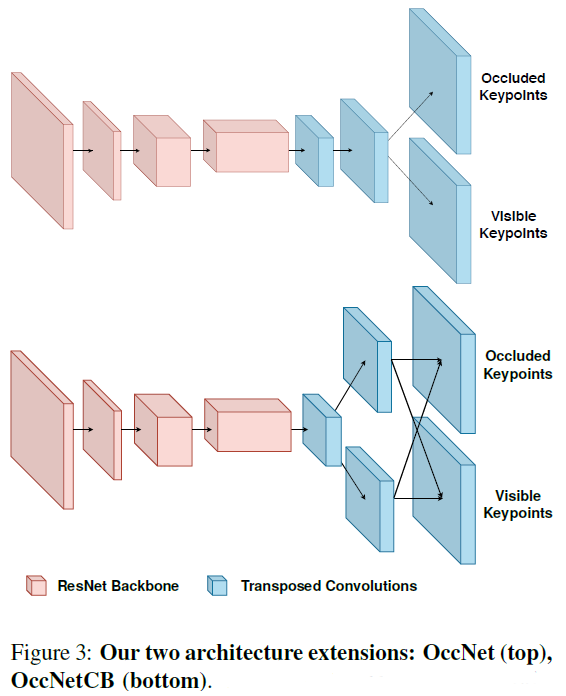 Occluded
Keypoints
Visible
Keypoints
Occluded
Keypoints
Visible
Keypoints
ResNet Backbone
Transposed Convolutions
Figure 3: Our two architecture extensions: OccNet (top),
OccNetCB (bottom).